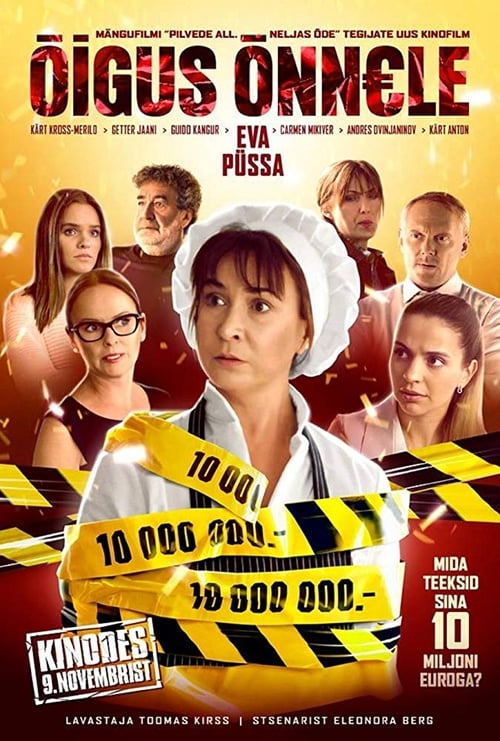 MÄNGUFILMI "PILVEDE ALL. NELJAS ÕDE" TEGIJATE UUS KINOFILM
ÕIGUS ÕNN€LE
KÄRT KROSS-MERILO > GETTER JAANI > GUIDO KANGUR > EVA PÜSSA > CARMEN MIKIVER > ANDRES DVINJANINOV > KÄRT ANTON
10 00
10 000 000.-
10 000 000.-
MIDA
TEEKSID
SINA
10
MILJONI
EUROGA?
KINODES
9.NOVEMBRIST
LAVASTAJA TOOMAS KIRSS | STSENARIST ELEONORA BERG